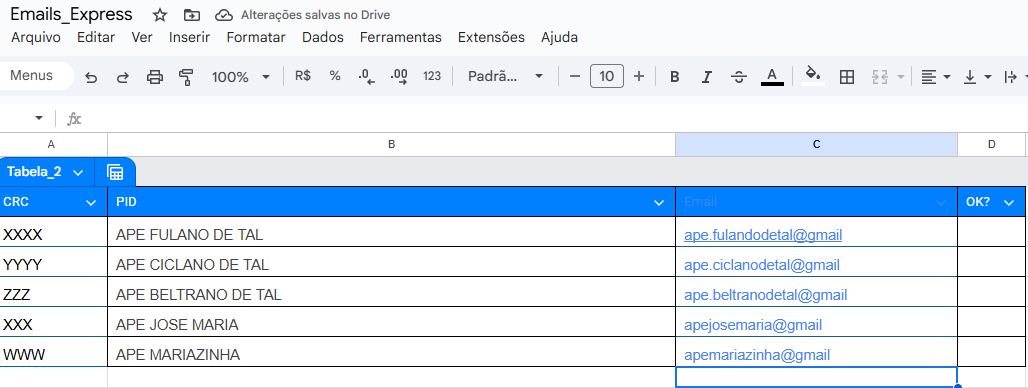 Emails_Express Alterações salvas no Drive
Arquivo Editar Ver Inserir Formatar Dados Ferramentas Extensões Ajuda
Menus 100% R$ % .0 .00 123 Padrã... 10 B I S A
fx
A B C D
Tabela_2
CRC PID Email OK?
XXXX APE FULANO DE TAL ape.fulandodetal@gmail
YYYY APE CICLANO DE TAL ape.ciclanodetal@gmail
ZZZ APE BELTRANO DE TAL ape.beltranodetal@gmail
XXX APE JOSE MARIA apejosemaria@gmail
WWW APE MARIAZINHA apemariazinha@gmail